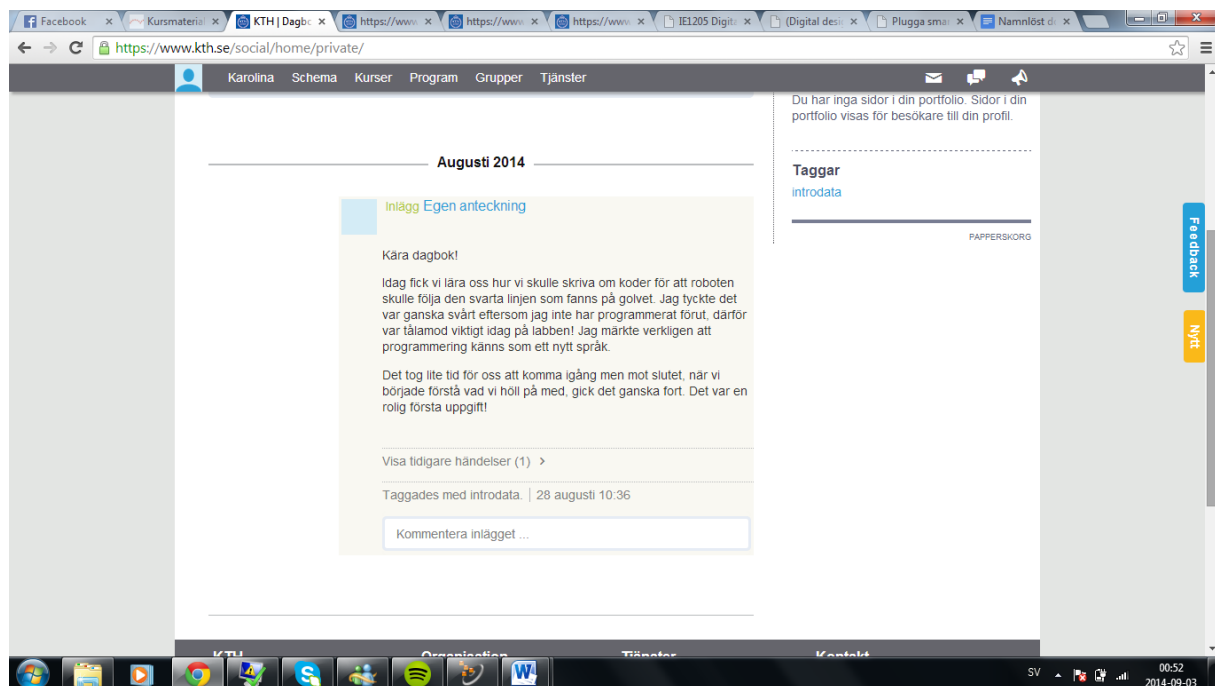 Facebook
Kursmaterial
KTH | Dagbo
https://www.
https://www.
https://www.
IE1205 Digita
(Digital desi
Plugga smar
Namnlöst do
https://www.kth.se/social/home/private/
Karolina Schema Kurser Program Grupper Tjänster
Du har inga sidor i din portfolio. Sidor i din
portfolio visas för besökare till din profil.
Augusti 2014
Taggar
introdata
PAPPERSKORG
Inlägg Egen anteckning
Kära dagbok!
Idag fick vi lära oss hur vi skulle skriva om koder för att roboten
skulle följa den svarta linjen som fanns på golvet. Jag tyckte det
var ganska svårt eftersom jag inte har programmerat förut, därför
var tålamod viktigt idag på labben! Jag märkte verkligen att
programmering känns som ett nytt språk.
Det tog lite tid för oss att komma igång men mot slutet, när vi
började förstå vad vi höll på med, gick det ganska fort. Det var en
rolig första uppgift!
Visa tidigare händelser (1)
Taggades med introdata. | 28 augusti 10:36
Kommentera inlägget ...
Feedback
Nytt
KTH Organisation Tjänster Kontakt
SV
00:52
2014-09-03